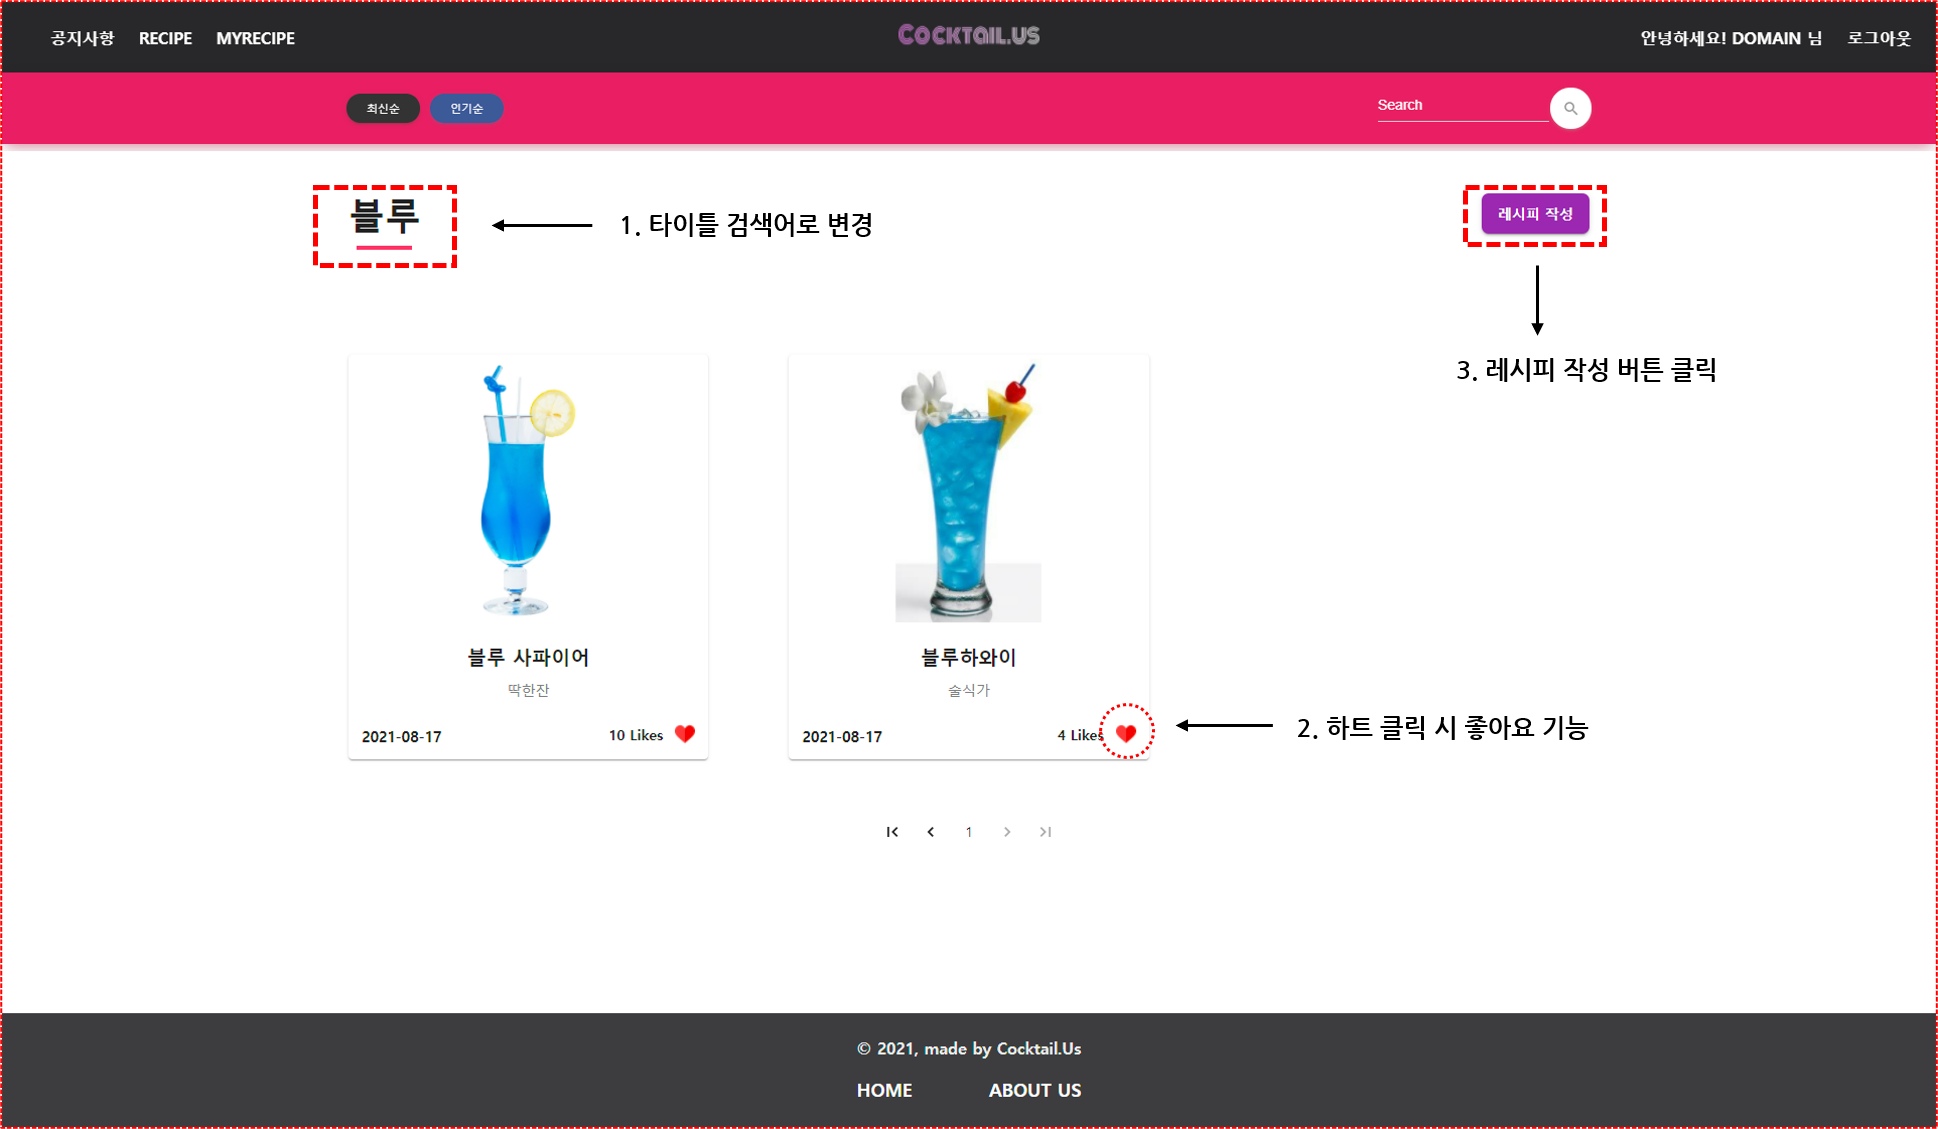 공지사항 RECIPE MYRECIPE
Cocktail.us
안녕하세요! DOMAIN 님 로그아웃
최신순 인기순
Search
블루
1. 타이틀 검색어로 변경
레시피 작성
3. 레시피 작성 버튼 클릭
블루 사파이어
딱한잔
2021-08-17 10 Likes
블루하와이
술식가
2021-08-17 4 Likes
2. 하트 클릭 시 좋아요 기능
1
© 2021, made by Cocktail.Us
HOME ABOUT US